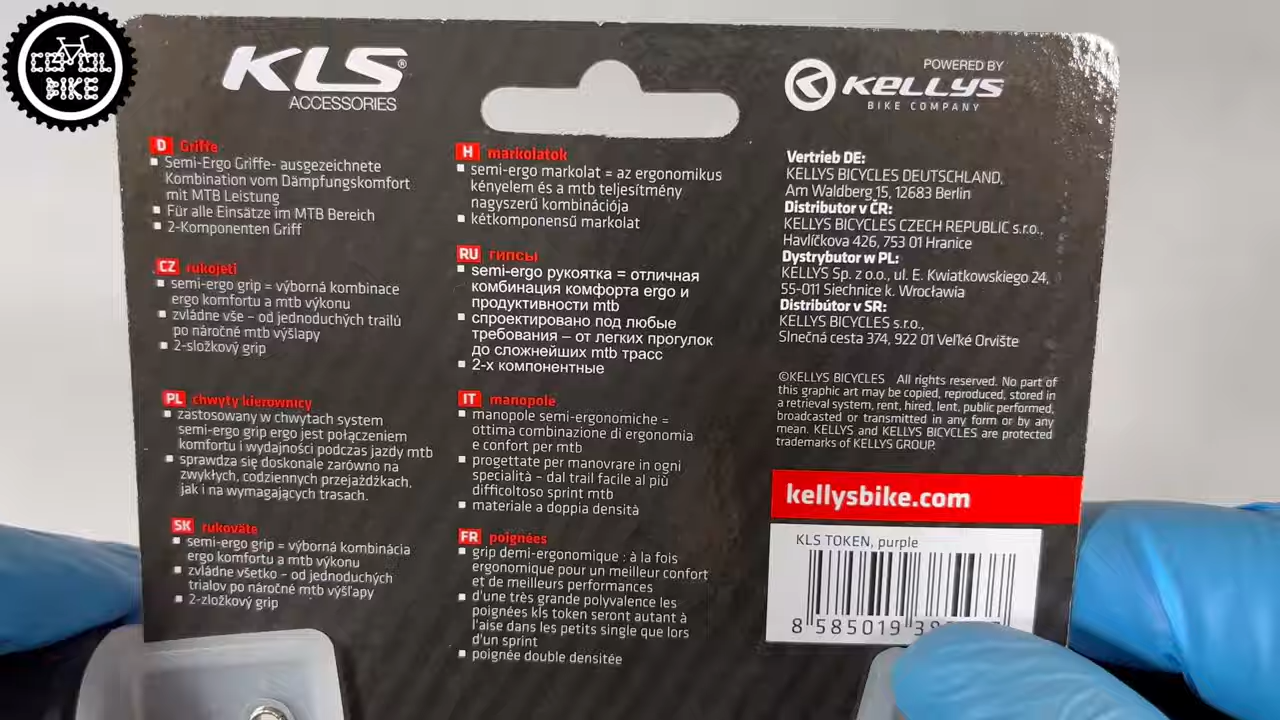 KLS®
ACCESSORIES
D Griffe
Semi-Ergo Griffe- ausgezeichnete
Kombination vom Dämpfungskomfort
mit MTB Leistung
Für alle Einsätze im MTB Bereich
2-Komponenten Griff
CZ rukojeti
semi-ergo grip = výborná kombinace
ergo komfortu a mtb výkonu
zvládne vše – od jednoduchých trailů
po náročné mtb výšlapy
2-složkový grip
PL chwyty kierownicy
zastosowany w chwytach system
semi-ergo grip ergo jest połączeniem
komfortu i wydajności podczas jazdy mtb
sprawdza się doskonale zarówno na
zwykłych, codziennych przejażdżkach,
jak i na wymagających trasach.
SK rukoväte
semi-ergo grip = výborná kombinácia
ergo komfortu a mtb výkonu
zvládne všetko – od jednoduchých
trialov po náročné mtb výšľapy
2-zložkový grip
H markolatok
semi-ergo markolat = az ergonomikus
kényelem és a mtb teljesítmény
nagyszerű kombinációja
kétkomponensű markolat
RU гипсы
semi-ergo рукоятка = отличная
комбинация комфорта ergo и
продуктивности mtb
спроектировано под любые
требования – от легких прогулок
до сложнейших mtb трасс
2-х компонентные
IT manopole
manopole semi-ergonomiche =
ottima combinazione di ergonomia
e confort per mtb
progettate per manovrare in ogni
specialità – dal trail facile al più
difficoltoso sprint mtb
materiale a doppia densità
FR poignées
grip demi-ergonomique : à la fois
ergonomique pour un meilleur confort
et de meilleurs performances
d'une très grande polyvalence les
poignées kls token seront autant à
l'aise dans les petits single que lors
d'un sprint
poignée double densitée
POWERED BY
KELLYS
BIKE COMPANY
Vertrieb DE:
KELLYS BICYCLES DEUTSCHLAND,
Am Waldberg 15, 12683 Berlin
Distributor v ČR:
KELLYS BICYCLES CZECH REPUBLIC s.r.o.,
Havlíčkova 426, 753 01 Hranice
Dystrybutor w PL:
KELLYS Sp. z o.o., ul. E. Kwiatkowskiego 24,
55-011 Siechnice k. Wrocławia
Distribútor v SR:
KELLYS BICYCLES s.r.o.,
Slnečná cesta 374, 922 01 Veľké Orvište
©KELLYS BICYCLES All rights reserved. No part of
this graphic art may be copied, reproduced, stored in
a retrieval system, rent, hired, lent, public performed,
broadcasted or transmitted in any form or by any
mean. KELLYS and KELLYS BICYCLES are protected
trademarks of KELLYS GROUP.
kellysbike.com
KLS TOKEN, purple
8 585019
BIKE